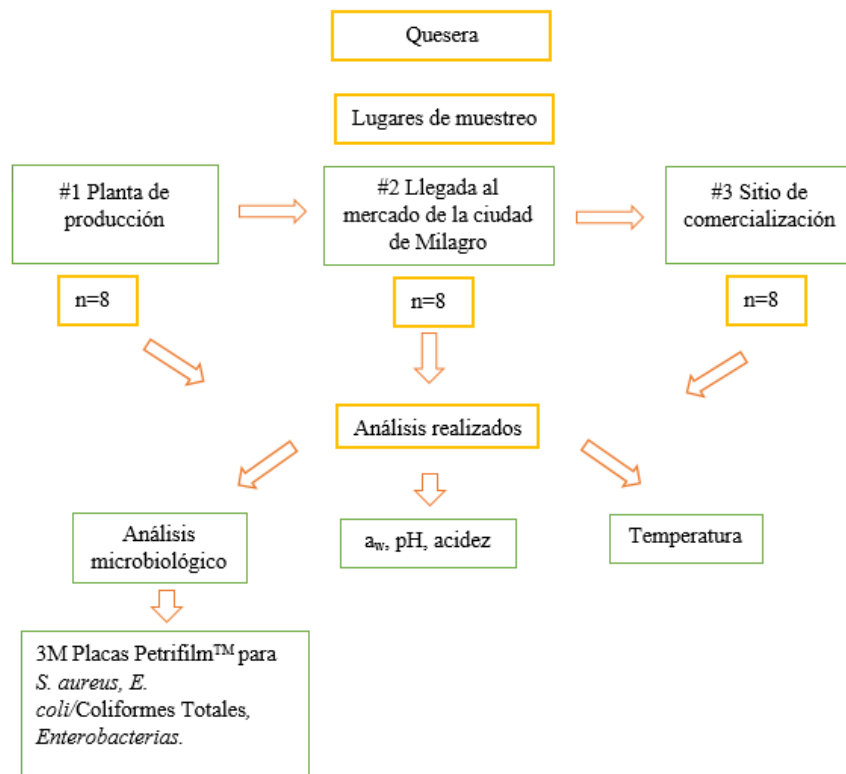 Quesera
Lugares de muestreo
#1 Planta de
producción
#2 Llegada al
mercado de la ciudad
de Milagro
#3 Sitio de
comercialización
n=8
n=8
n=8
Análisis realizados
Análisis
microbiológico
aw, pH, acidez
Temperatura
3M Placas Petrifilm™ para
S. aureus, E.
coli/Coliformes Totales,
Enterobacterias.